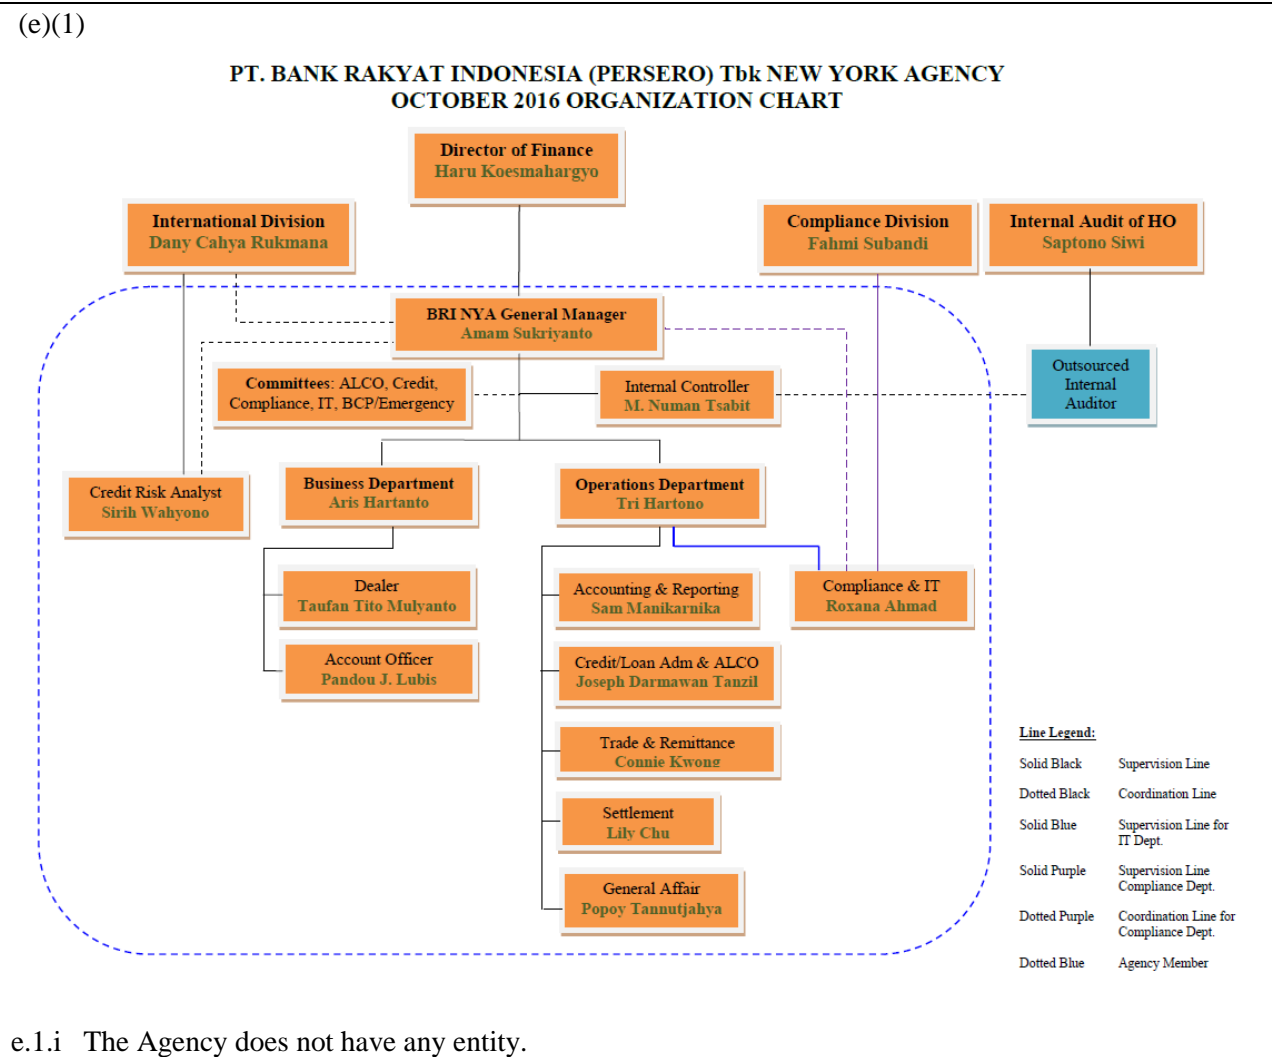 (e)(1)
PT. BANK RAKYAT INDONESIA (PERSERO) Tbk NEW YORK AGENCY
OCTOBER 2016 ORGANIZATION CHART
Director of Finance
Haru Koesmahargyo
International Division
Dany Cahya Rukmana
Compliance Division
Fahmi Subandi
Internal Audit of HO
Saptono Siwi
BRI NYA General Manager
Amam Sukriyanto
Committees: ALCO, Credit,
Compliance, IT, BCP/Emergency
Internal Controller
M. Numan Tsabit
Outsourced
Internal
Auditor
Credit Risk Analyst
Sirih Wahyono
Business Department
Aris Hartanto
Operations Department
Tri Hartono
Dealer
Taufan Tito Mulyanto
Account Officer
Pandou J. Lubis
Accounting & Reporting
Sam Manikarnika
Compliance & IT
Roxana Ahmad
Credit/Loan Adm & ALCO
Joseph Darmawan Tanzil
Trade & Remittance
Connie Kwong
Settlement
Lily Chu
General Affair
Popoy Tannutjahya
Line Legend:
Solid Black Supervision Line
Dotted Black Coordination Line
Solid Blue Supervision Line for
IT Dept.
Solid Purple Supervision Line
Compliance Dept.
Dotted Purple Coordination Line for
Compliance Dept.
Dotted Blue Agency Member
e.1.i The Agency does not have any entity.